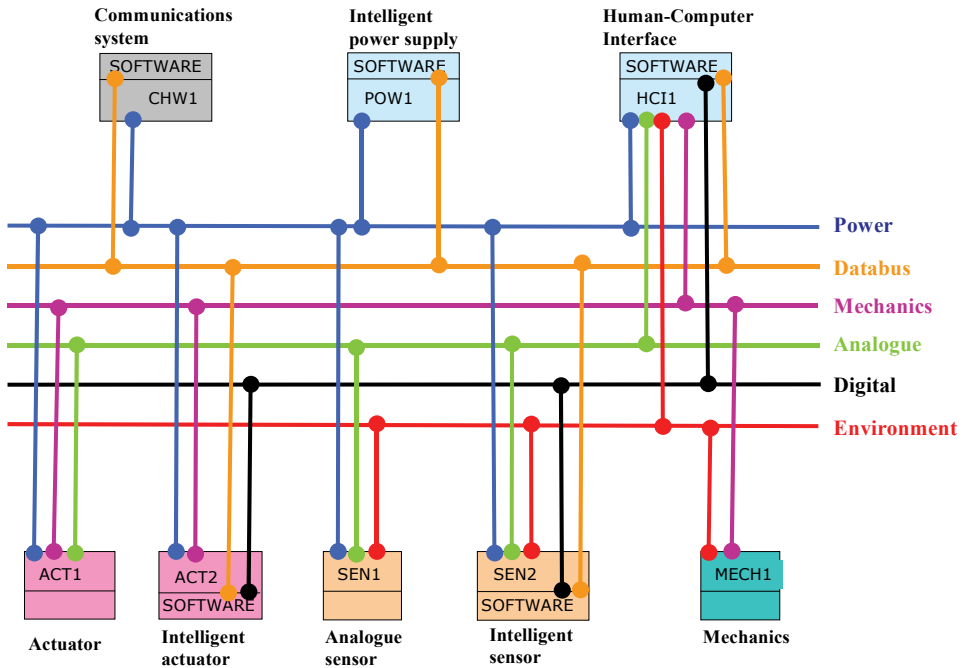 Communications
system
Intelligent
power supply
Human-Computer
Interface
SOFTWARE
CHW1
SOFTWARE
POW1
SOFTWARE
HCI1
Power
Databus
Mechanics
Analogue
Digital
Environment
ACT1
ACT2
SOFTWARE
SEN1
SEN2
SOFTWARE
MECH1
Actuator
Intelligent
actuator
Analogue
sensor
Intelligent
sensor
Mechanics